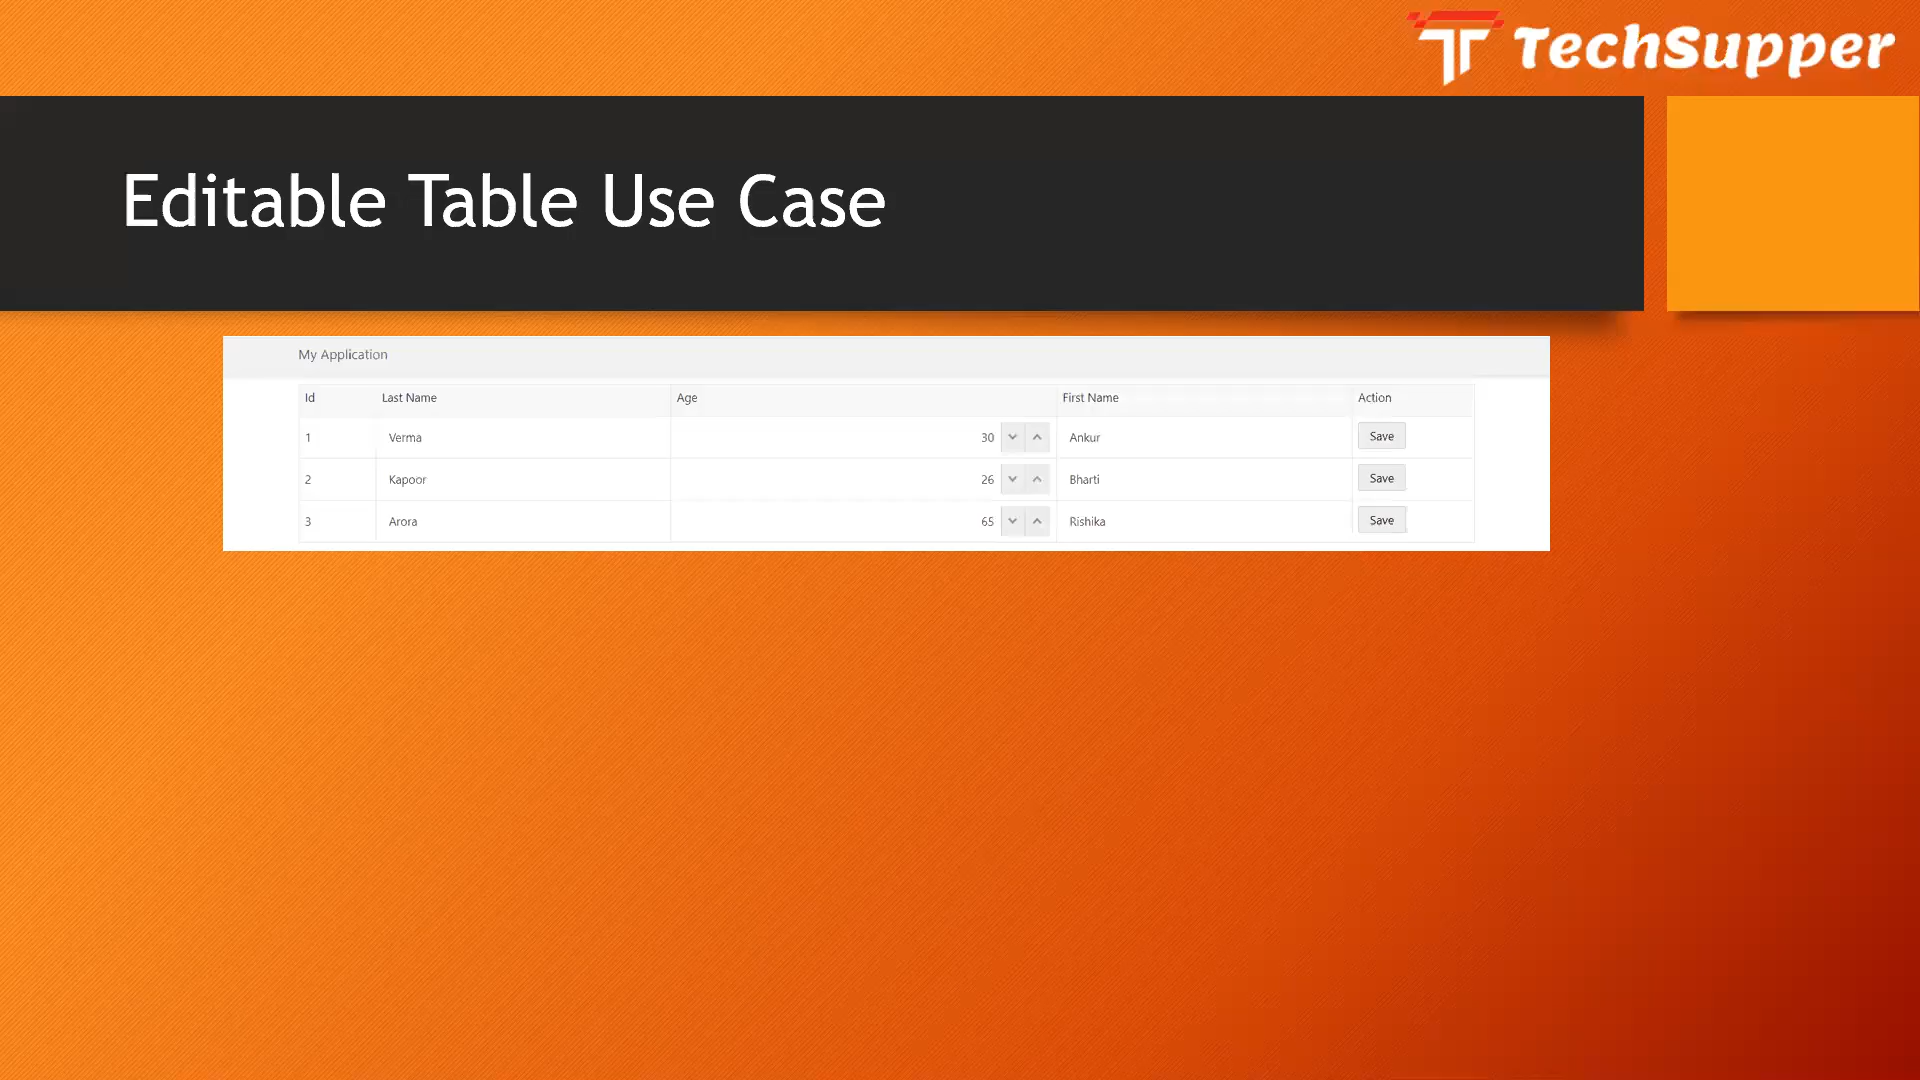 TechSupper
Editable Table Use Case
My Application
Id Last Name Age First Name Action
1 Verma 30 Ankur Save
2 Kapoor 26 Bharti Save
3 Arora 65 Rishika Save